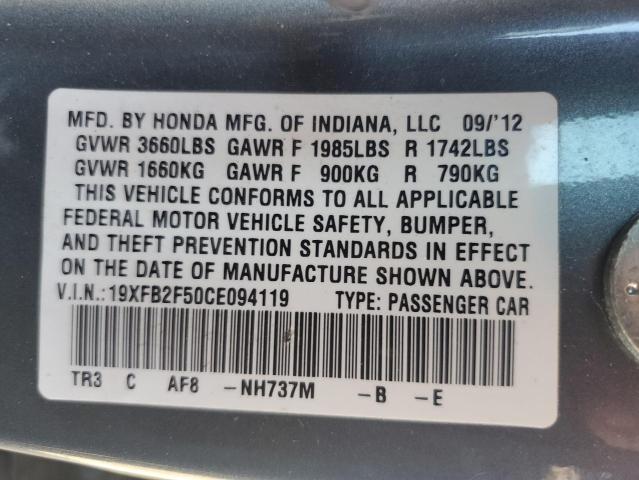 MFD. BY HONDA MFG. OF INDIANA, LLC 09/'12
GVWR 3660LBS GAWR F 1985LBS R 1742LBS
GVWR 1660KG GAWR F 900KG R 790KG
THIS VEHICLE CONFORMS TO ALL APPLICABLE
FEDERAL MOTOR VEHICLE SAFETY, BUMPER,
AND THEFT PREVENTION STANDARDS IN EFFECT
ON THE DATE OF MANUFACTURE SHOWN ABOVE.
V.I.N.:19XFB2F50CE094119 TYPE: PASSENGER CAR
TR3 C AF8 -NH737M -B -E